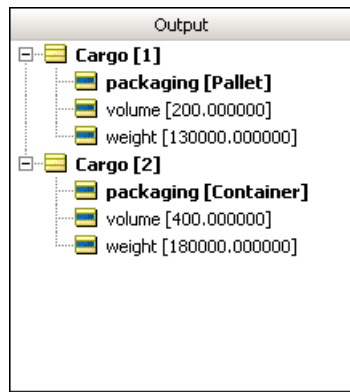 Output
Cargo [1]
packaging [Pallet]
volume [200.000000]
weight [130000.000000]
Cargo [2]
packaging [Container]
volume [400.000000]
weight [180000.000000]